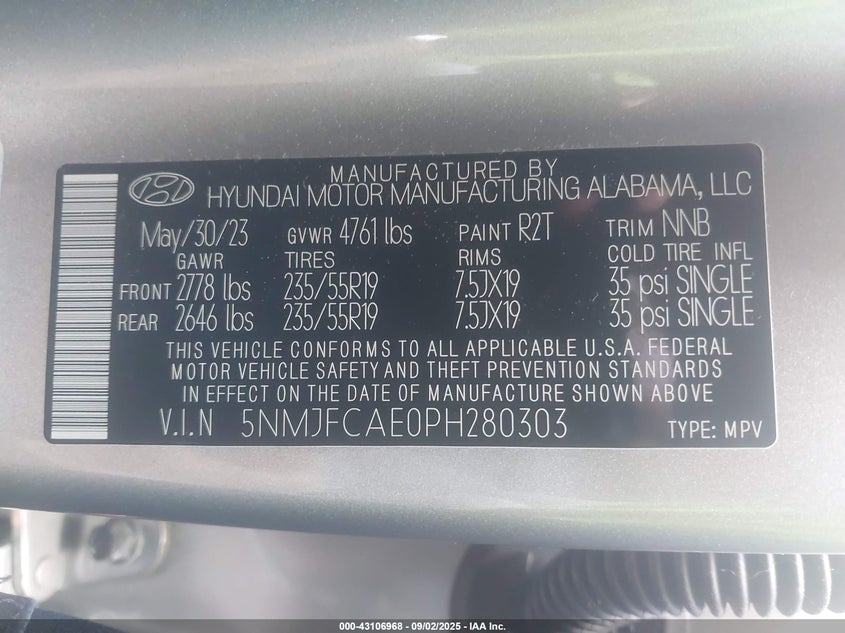 MANUFACTURED BY
HYUNDAI MOTOR MANUFACTURING ALABAMA, LLC
May/30/23 GVWR 4761 lbs PAINT R2T TRIM NNB
GAWR TIRES RIMS COLD TIRE INFL
FRONT 2778 lbs 235/55R19 7.5JX19 35 psi SINGLE
REAR 2646 lbs 235/55R19 7.5JX19 35 psi SINGLE
THIS VEHICLE CONFORMS TO ALL APPLICABLE U.S.A. FEDERAL
MOTOR VEHICLE SAFETY AND THEFT PREVENTION STANDARDS
IN EFFECT ON THE DATE OF MANUFACTURE SHOWN ABOVE
V.I.N 5NMJFCAE0PH280303 TYPE: MPV
000-43106968 - 09/02/2025 - IAA Inc.